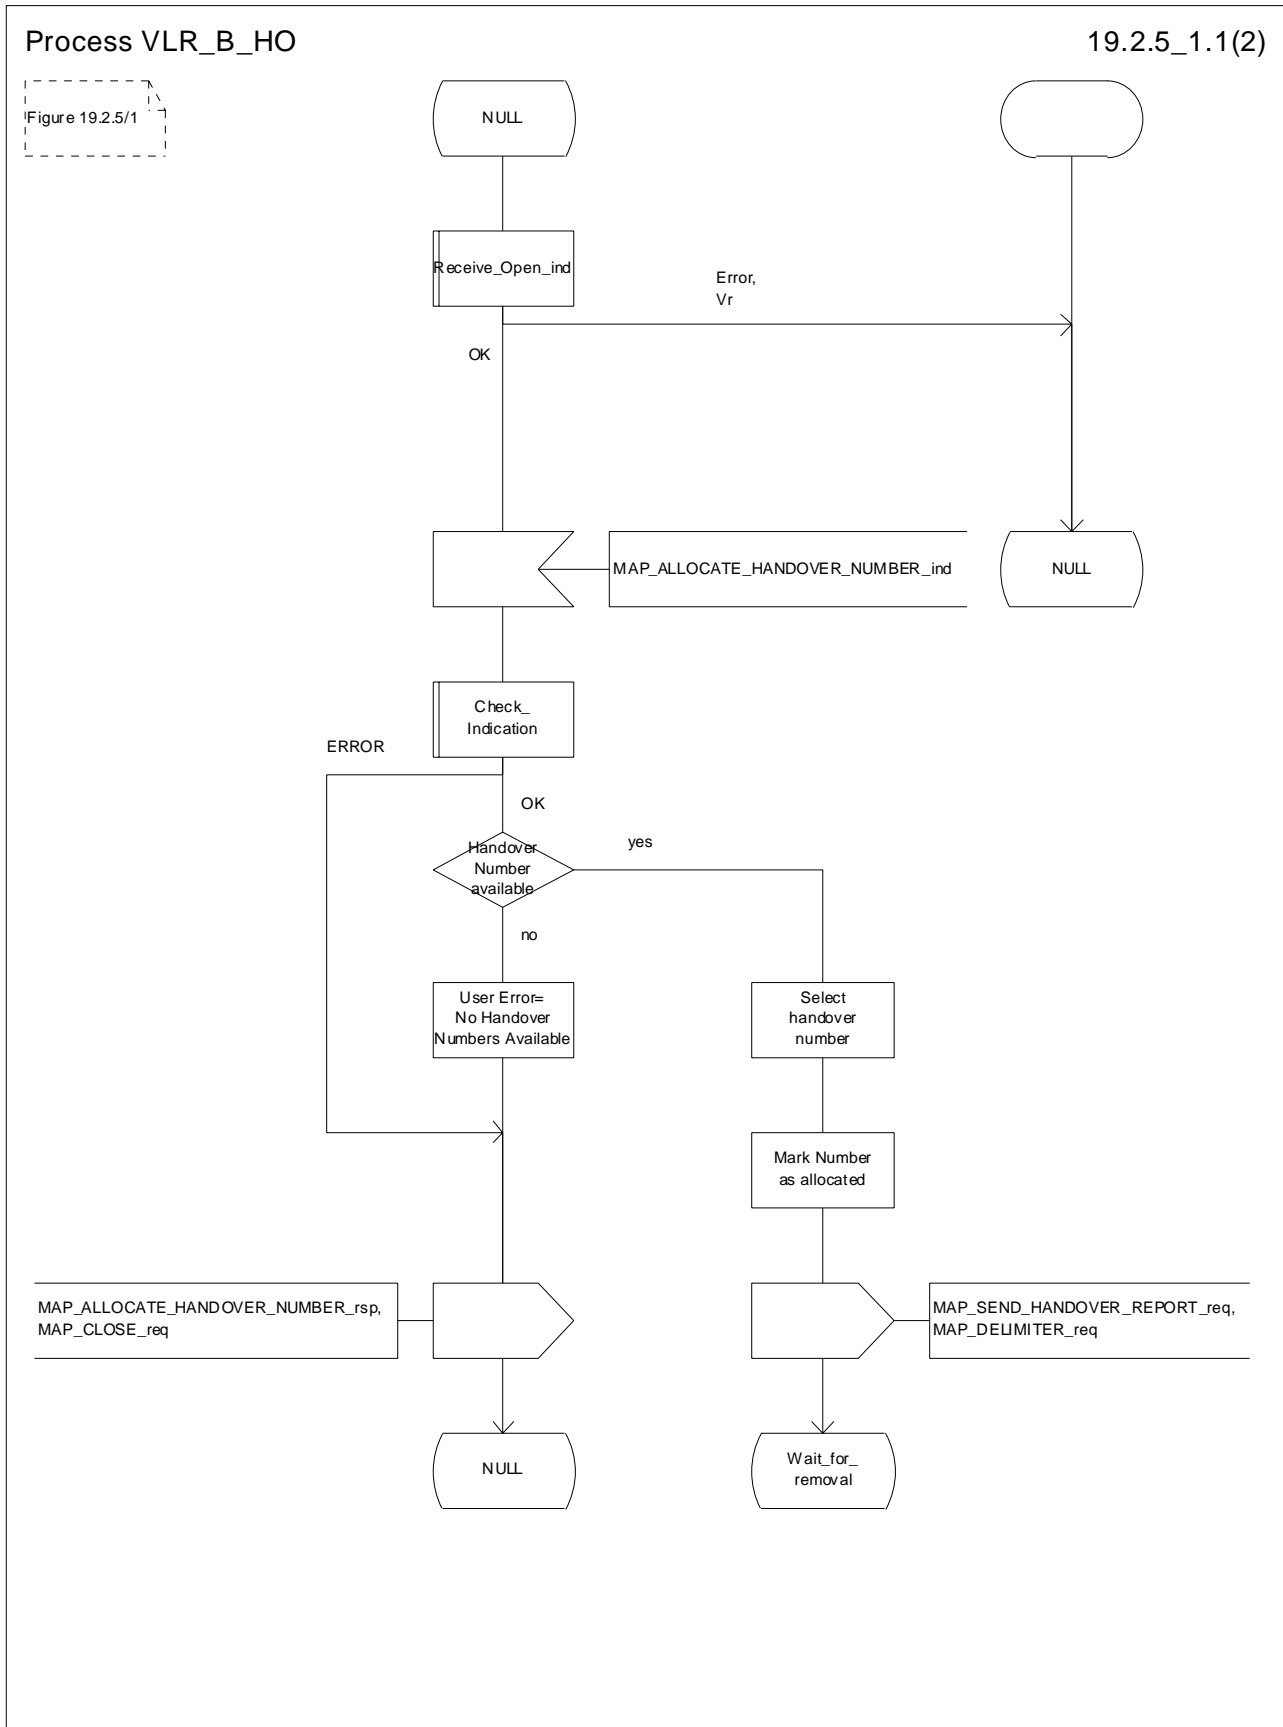 Process VLR_B_HO
19.2.5_1.1(2)
Figure 19.2.5/1
NULL
Receive_Open_ind
Error,
Vr
OK
MAP_ALLOCATE_HANDOVER_NUMBER_ind
NULL
Check_
Indication
ERROR
OK
Handover
Number
available
yes
no
User Error=
No Handover
Numbers Available
Select
handover
number
Mark Number
as allocated
MAP_ALLOCATE_HANDOVER_NUMBER_rsp,
MAP_CLOSE_req
MAP_SEND_HANDOVER_REPORT_req,
MAP_DELIMITER_req
NULL
Wait_for_
removal